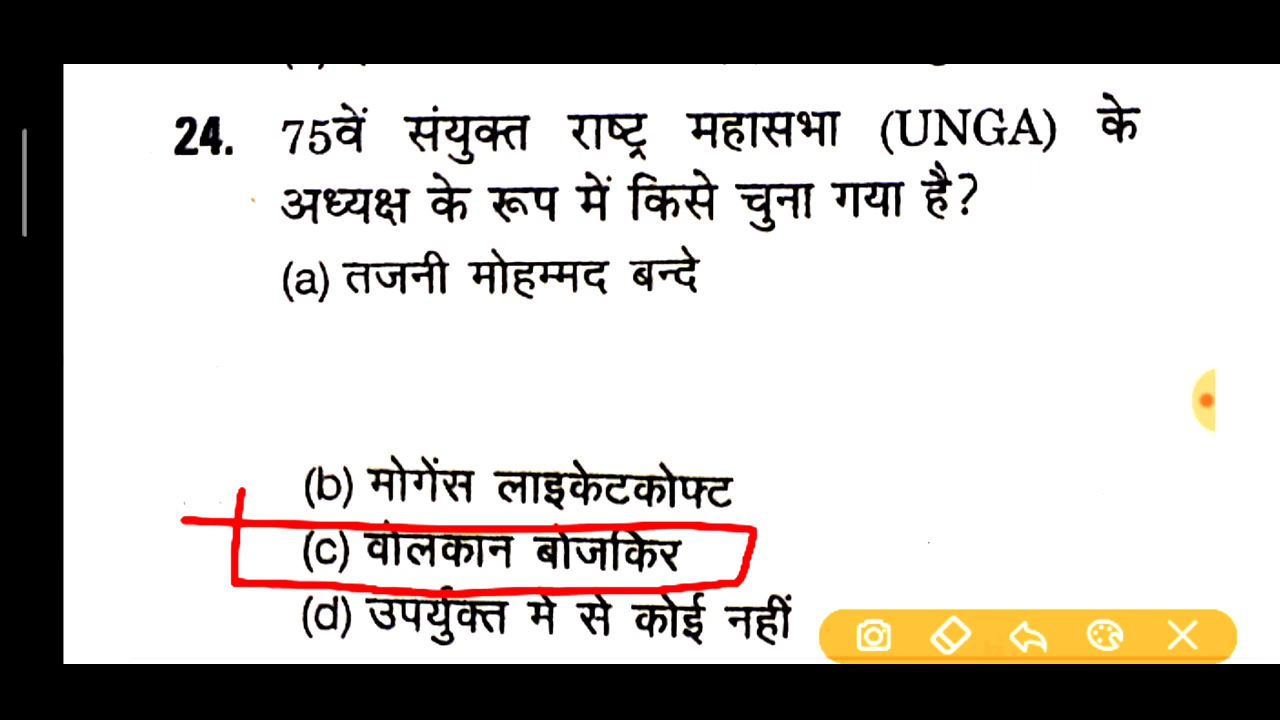 24. 75वें संयुक्त राष्ट्र महासभा (UNGA) के
अध्यक्ष के रूप में किसे चुना गया है?
(a) तजनी मोहम्मद बन्दे
(b) मोगेंस लाइकेटकोफ्ट
(c) वोलकान बोजकिर
(d) उपर्युक्त मे से कोई नहीं